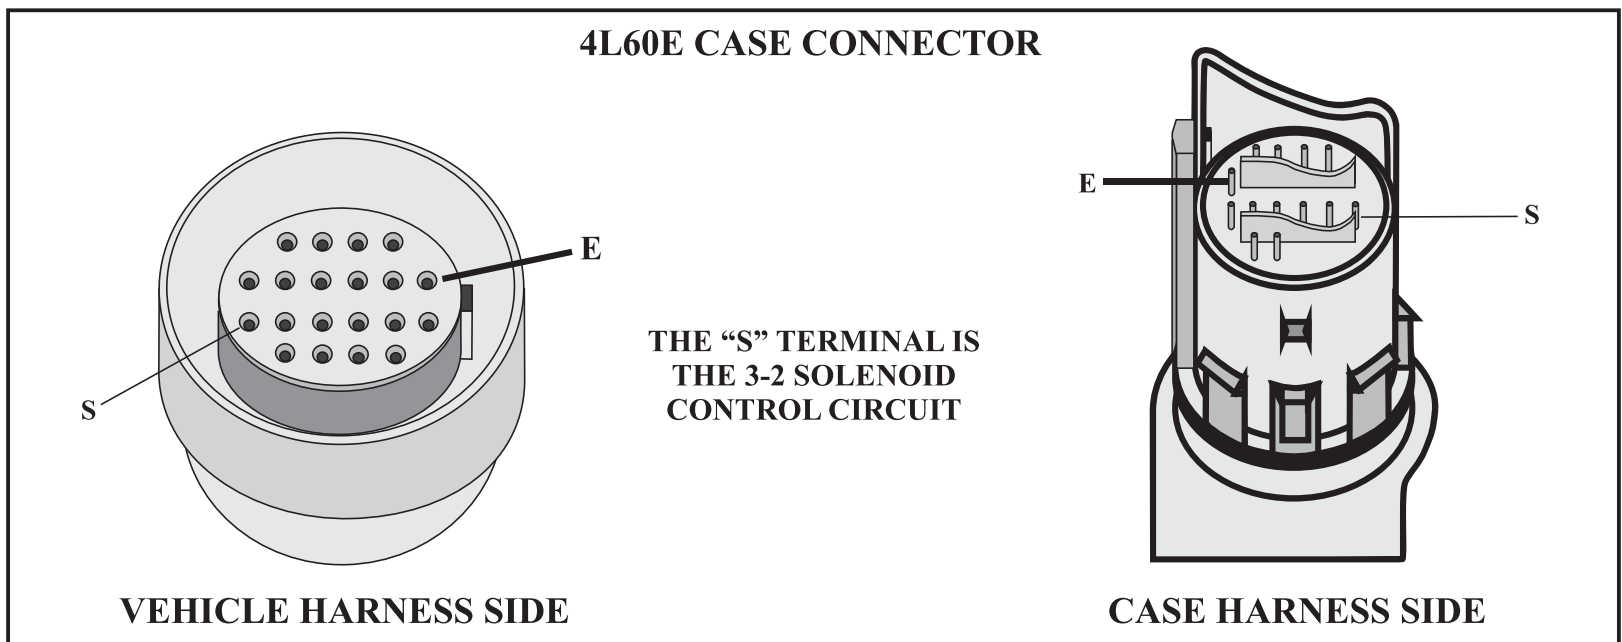 4L60E CASE CONNECTOR
E
S
THE “S” TERMINAL IS
THE 3-2 SOLENOID
CONTROL CIRCUIT
E
S
VEHICLE HARNESS SIDE
CASE HARNESS SIDE